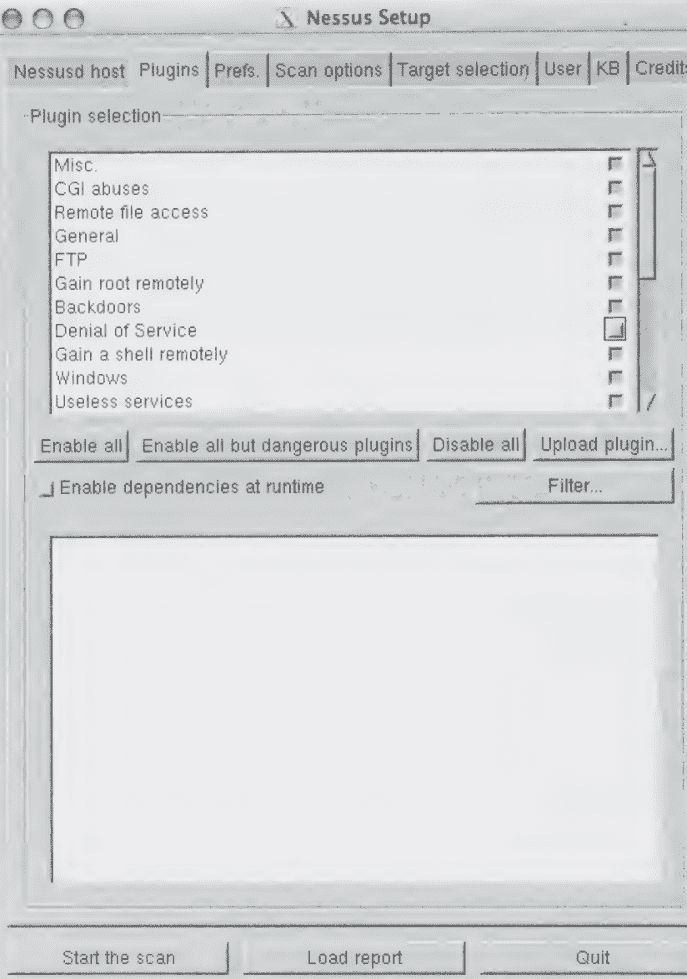 Nessus Setup
Nessusd host Plugins Prefs. Scan options Target selection User KB Credits
Plugin selection
Misc.
CGI abuses
Remote file access
General
FTP
Gain root remotely
Backdoors
Denial of Service
Gain a shell remotely
Windows
Useless services
Enable all Enable all but dangerous plugins Disable all Upload plugin...
Enable dependencies at runtime Filter...
Start the scan Load report Quit